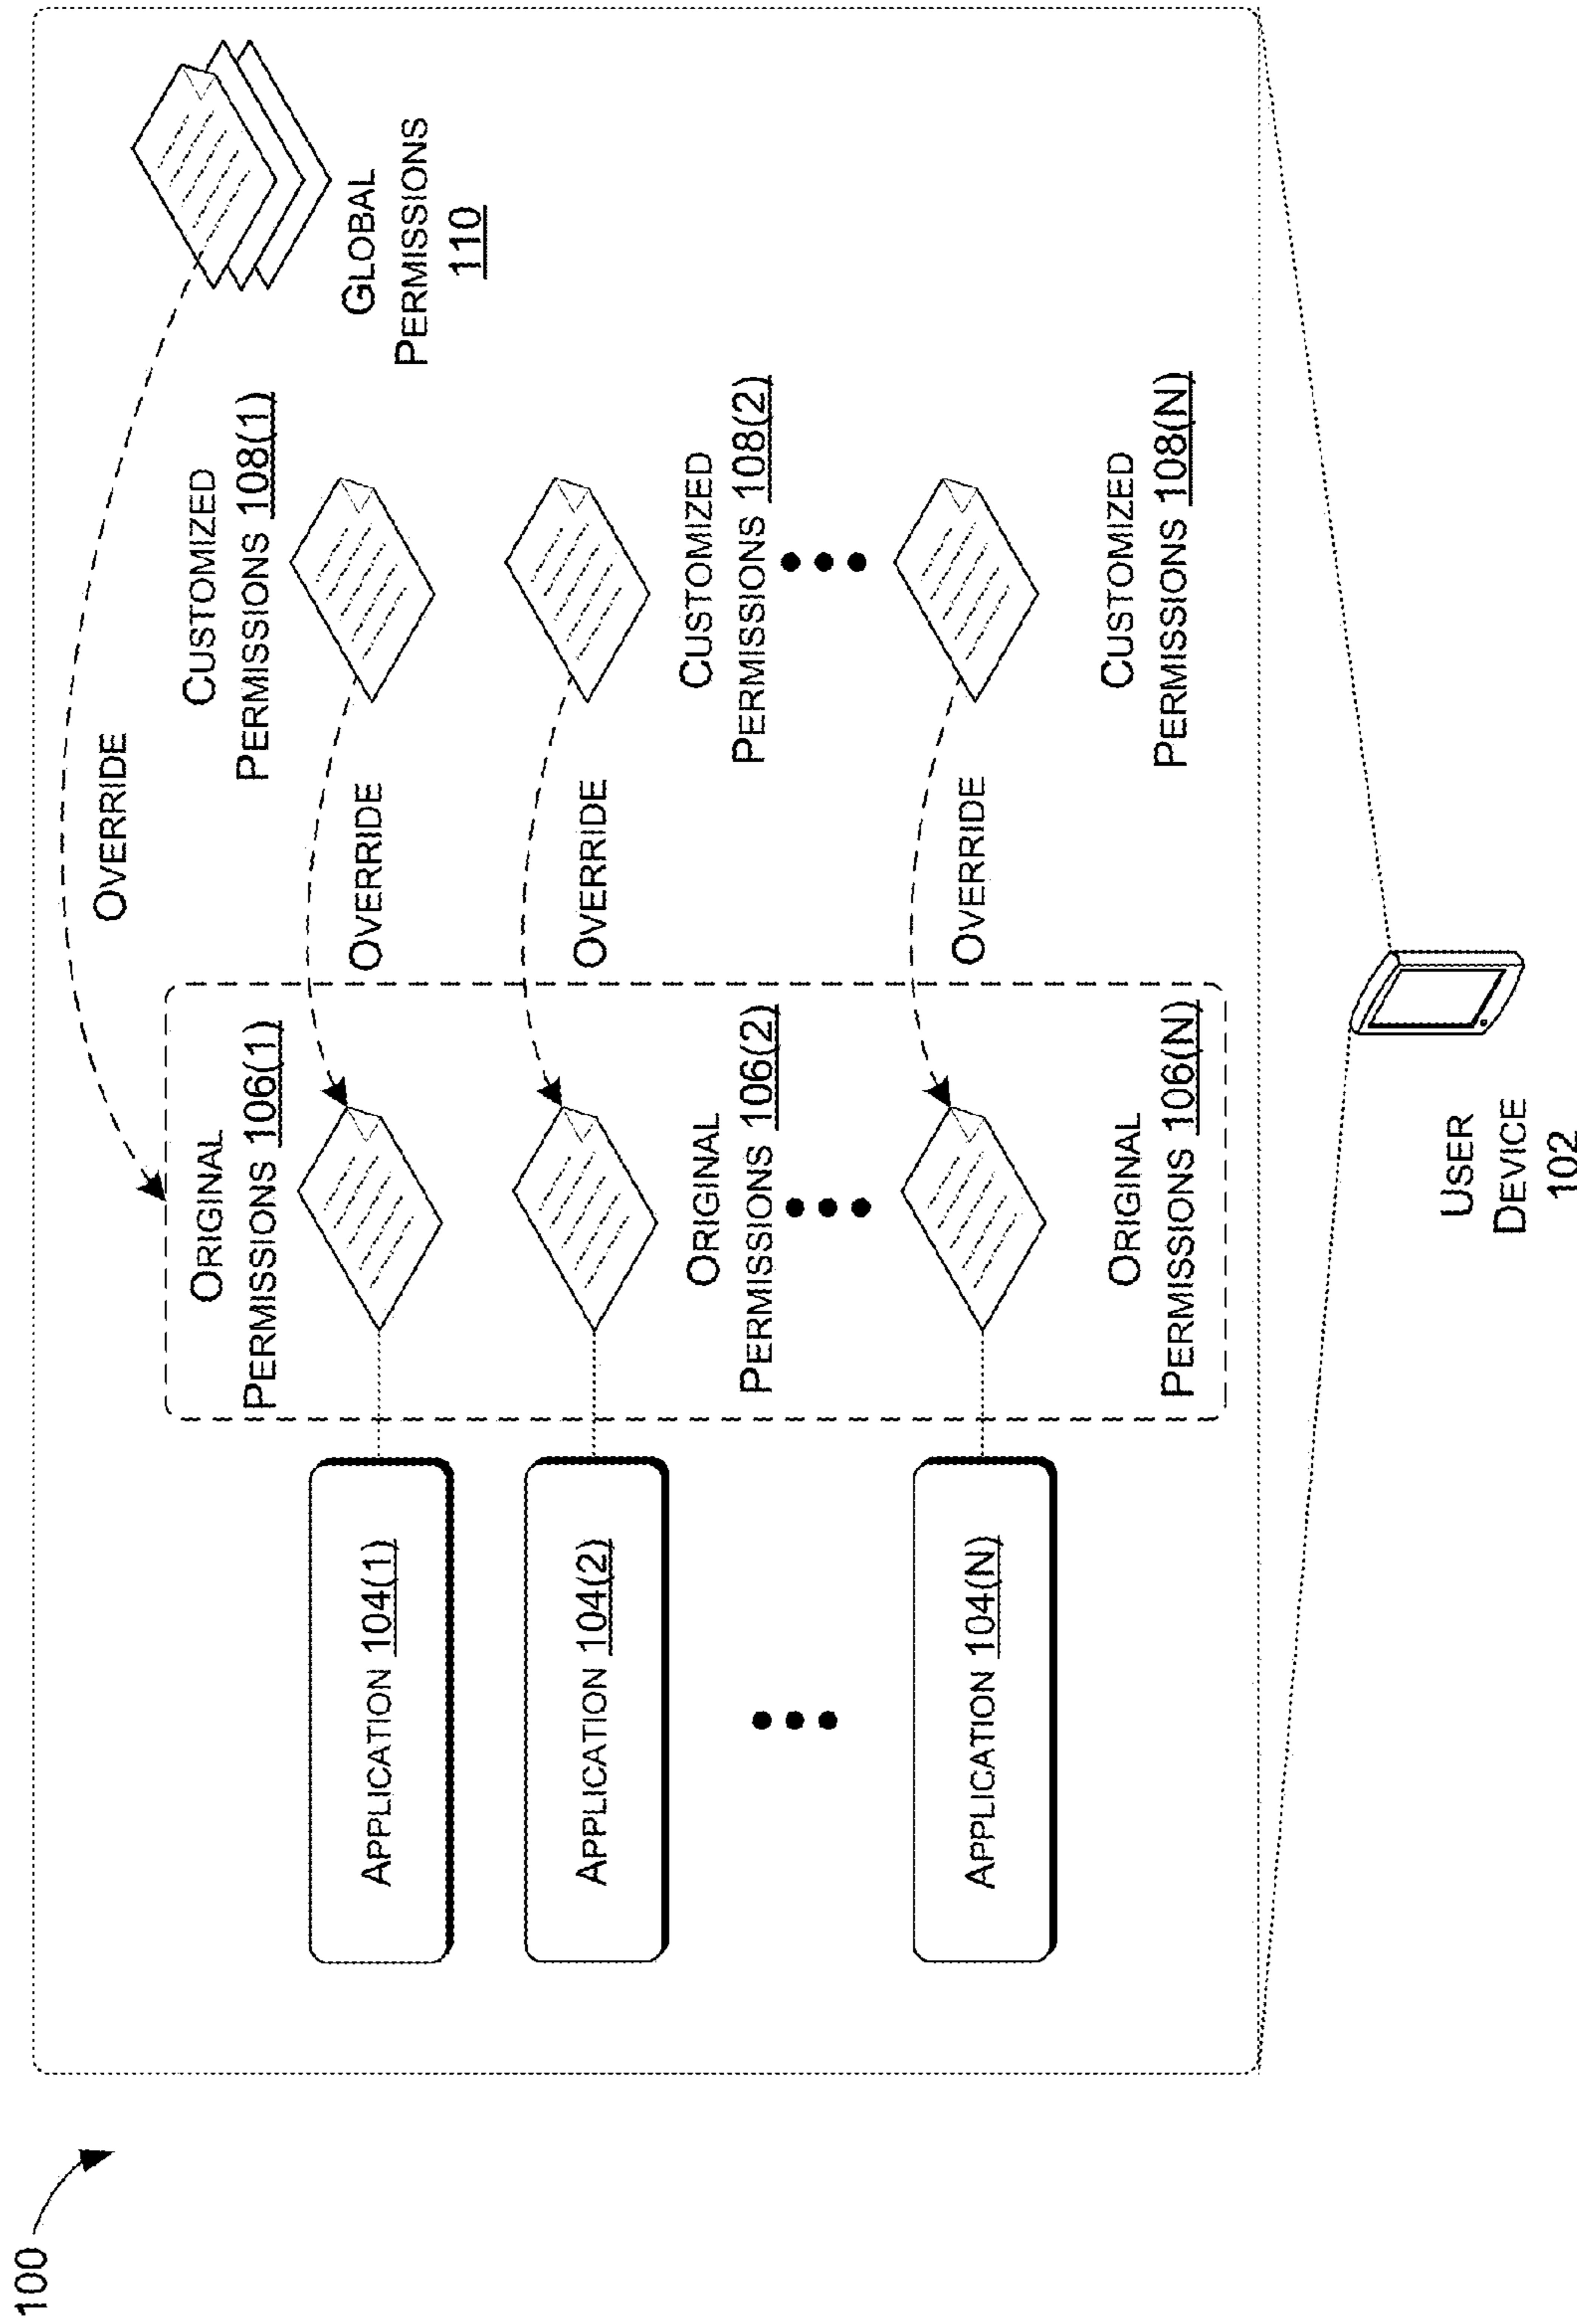 100
OVERRIDE
GLOBAL
PERMISSIONS
110
ORIGINAL
PERMISSIONS 106(1)
CUSTOMIZED
PERMISSIONS 108(1)
APPLICATION 104(1)
OVERRIDE
APPLICATION 104(2)
OVERRIDE
ORIGINAL
PERMISSIONS 106(2)
CUSTOMIZED
PERMISSIONS 108(2)
APPLICATION 104(N)
OVERRIDE
ORIGINAL
PERMISSIONS 106(N)
CUSTOMIZED
PERMISSIONS 108(N)
USER
DEVICE
102